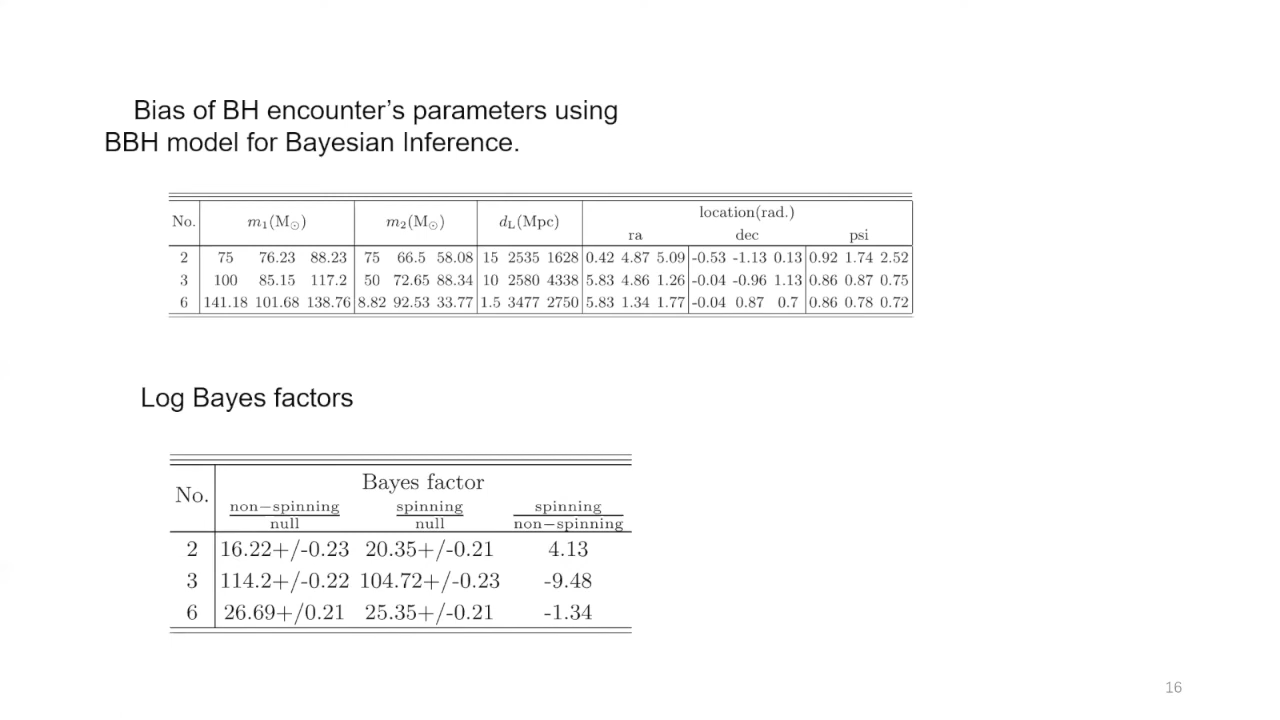 Bias of BH encounter’s parameters using
BBH model for Bayesian Inference.
No. m₁(M⊙) m₂(M⊙) d_L(Mpc) location(rad.)
ra dec psi
2 75 76.23 88.23 75 66.5 58.08 15 2535 1628 0.42 4.87 5.09 -0.53 -1.13 0.13 0.92 1.74 2.52
3 100 85.15 117.2 50 72.65 88.34 10 2580 4338 5.83 4.86 1.26 -0.04 -0.96 1.13 0.86 0.87 0.75
6 141.18 101.68 138.76 8.82 92.53 33.77 1.5 3477 2750 5.83 1.34 1.77 -0.04 0.87 0.7 0.86 0.78 0.72
Log Bayes factors
No. Bayes factor
non−spinning spinning spinning
null null non−spinning
2 16.22+/-0.23 20.35+/-0.21 4.13
3 114.2+/-0.22 104.72+/-0.23 -9.48
6 26.69+/0.21 25.35+/-0.21 -1.34
16